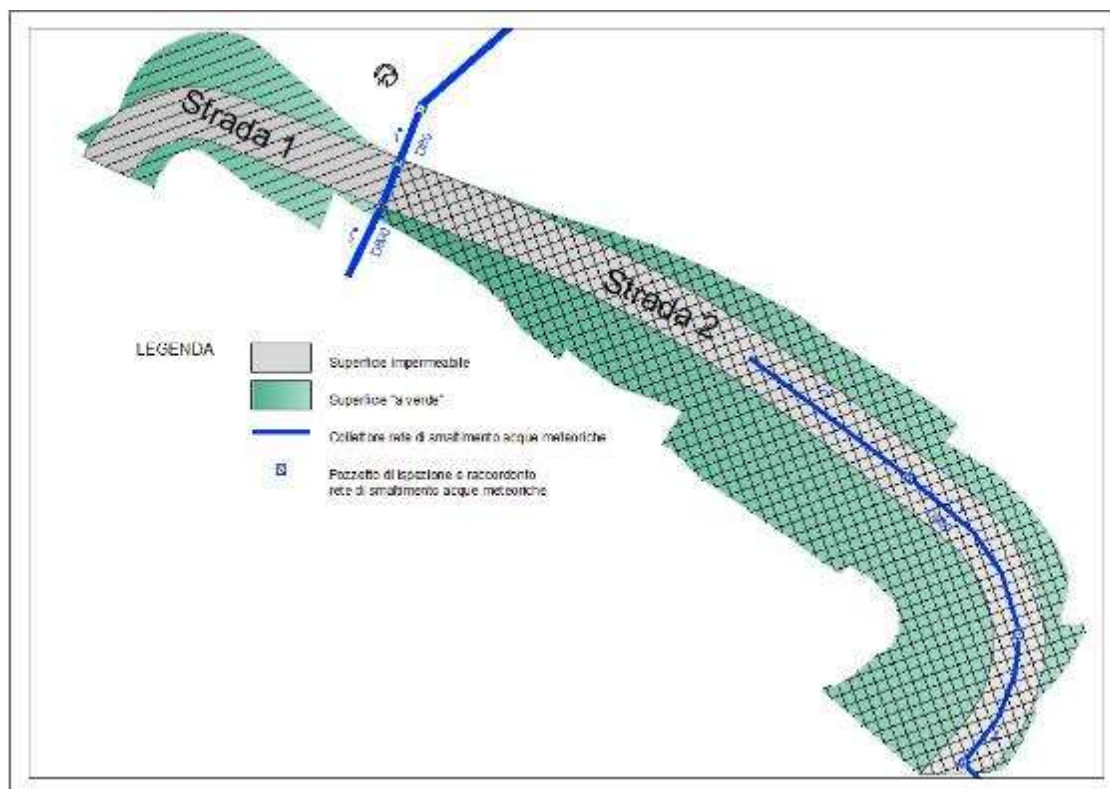 Strada 1
Strada 2
LEGENDA
Superficie impermeabile
Superficie "a verde"
Collettore rete di smaltimento acque meteoriche
Pozzetto di ispezione e raccordo
rete di smaltimento acque meteoriche